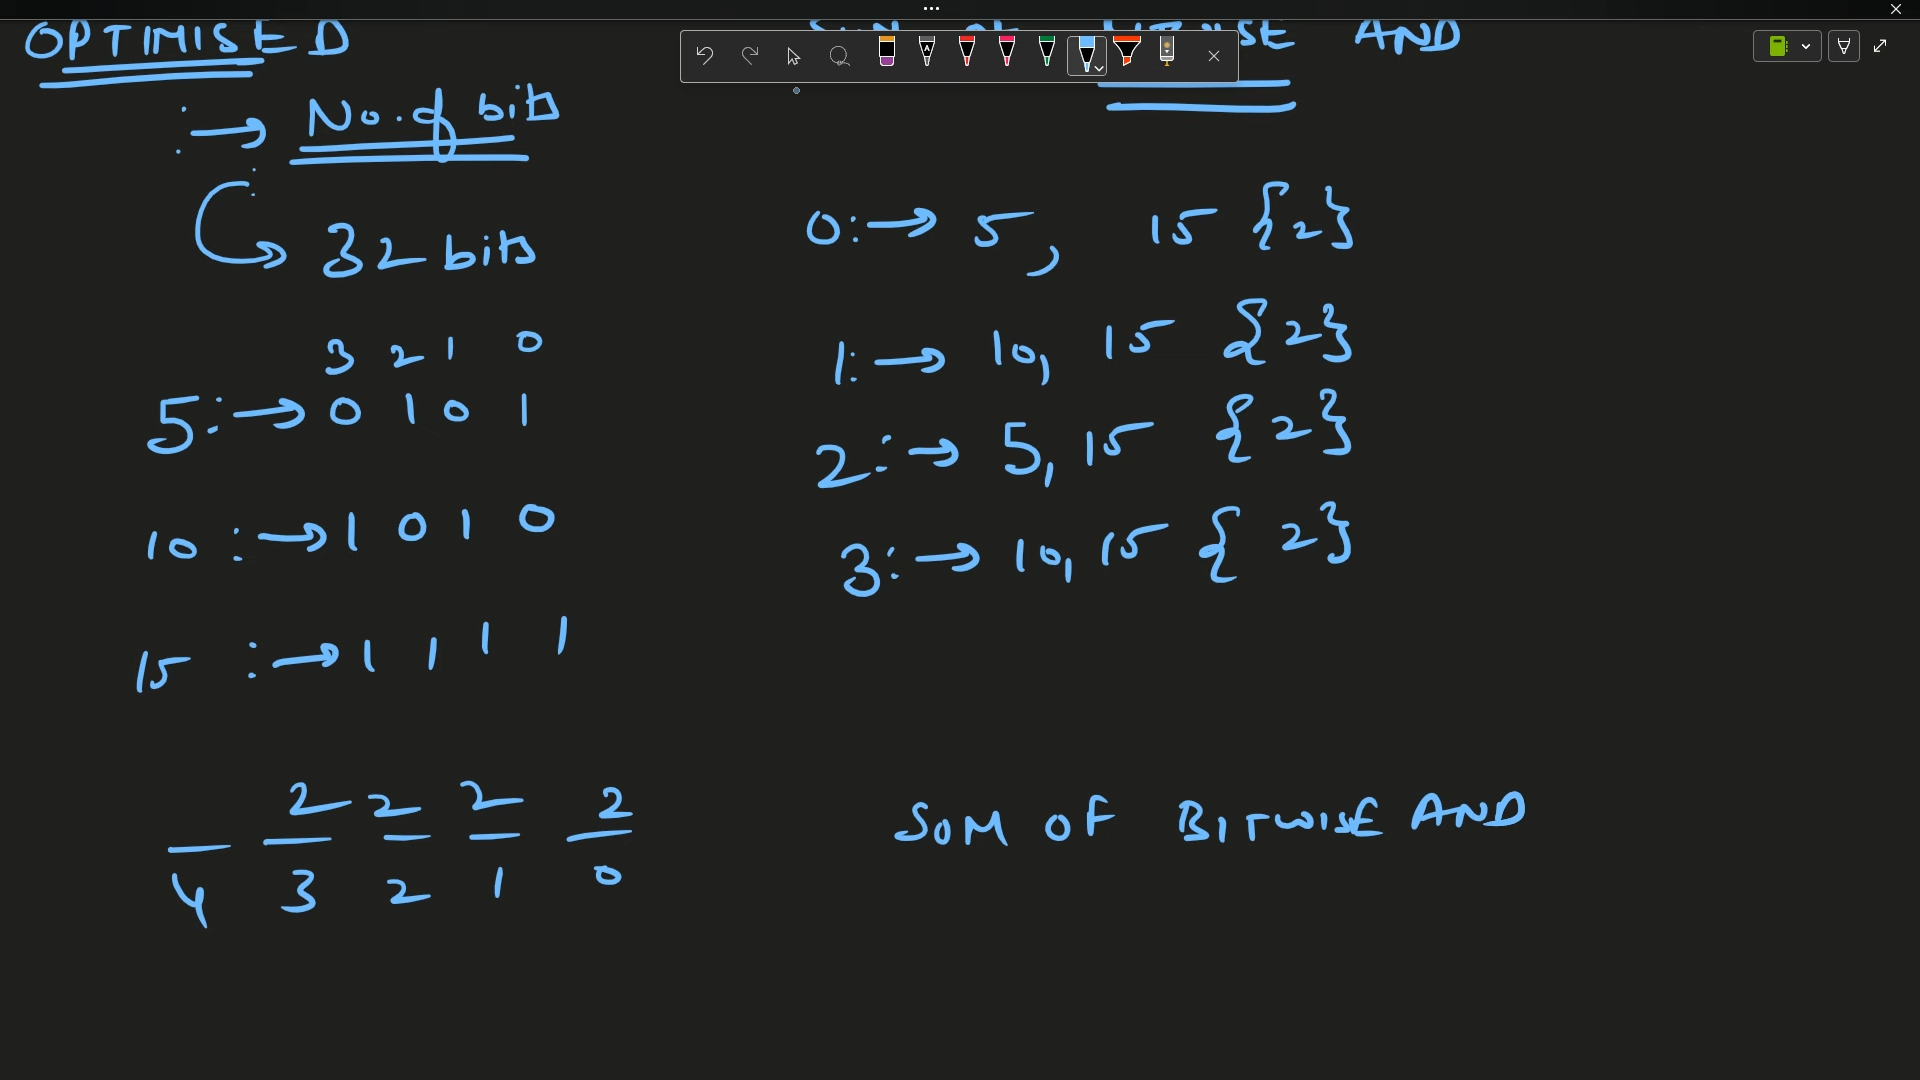 OPTIMISED
AND
:→ No. of bits
32 bits
3 2 1 0
5:→ 0 1 0 1
10 :→ 1 0 1 0
15 :→ 1 1 1 1
2 2 2 2
4 3 2 1 0
0:→ 5, 15 {2}
1:→ 10, 15 {2}
2:→ 5,15 {2}
3:→ 10,15 {2}
SUM OF BITWISE AND